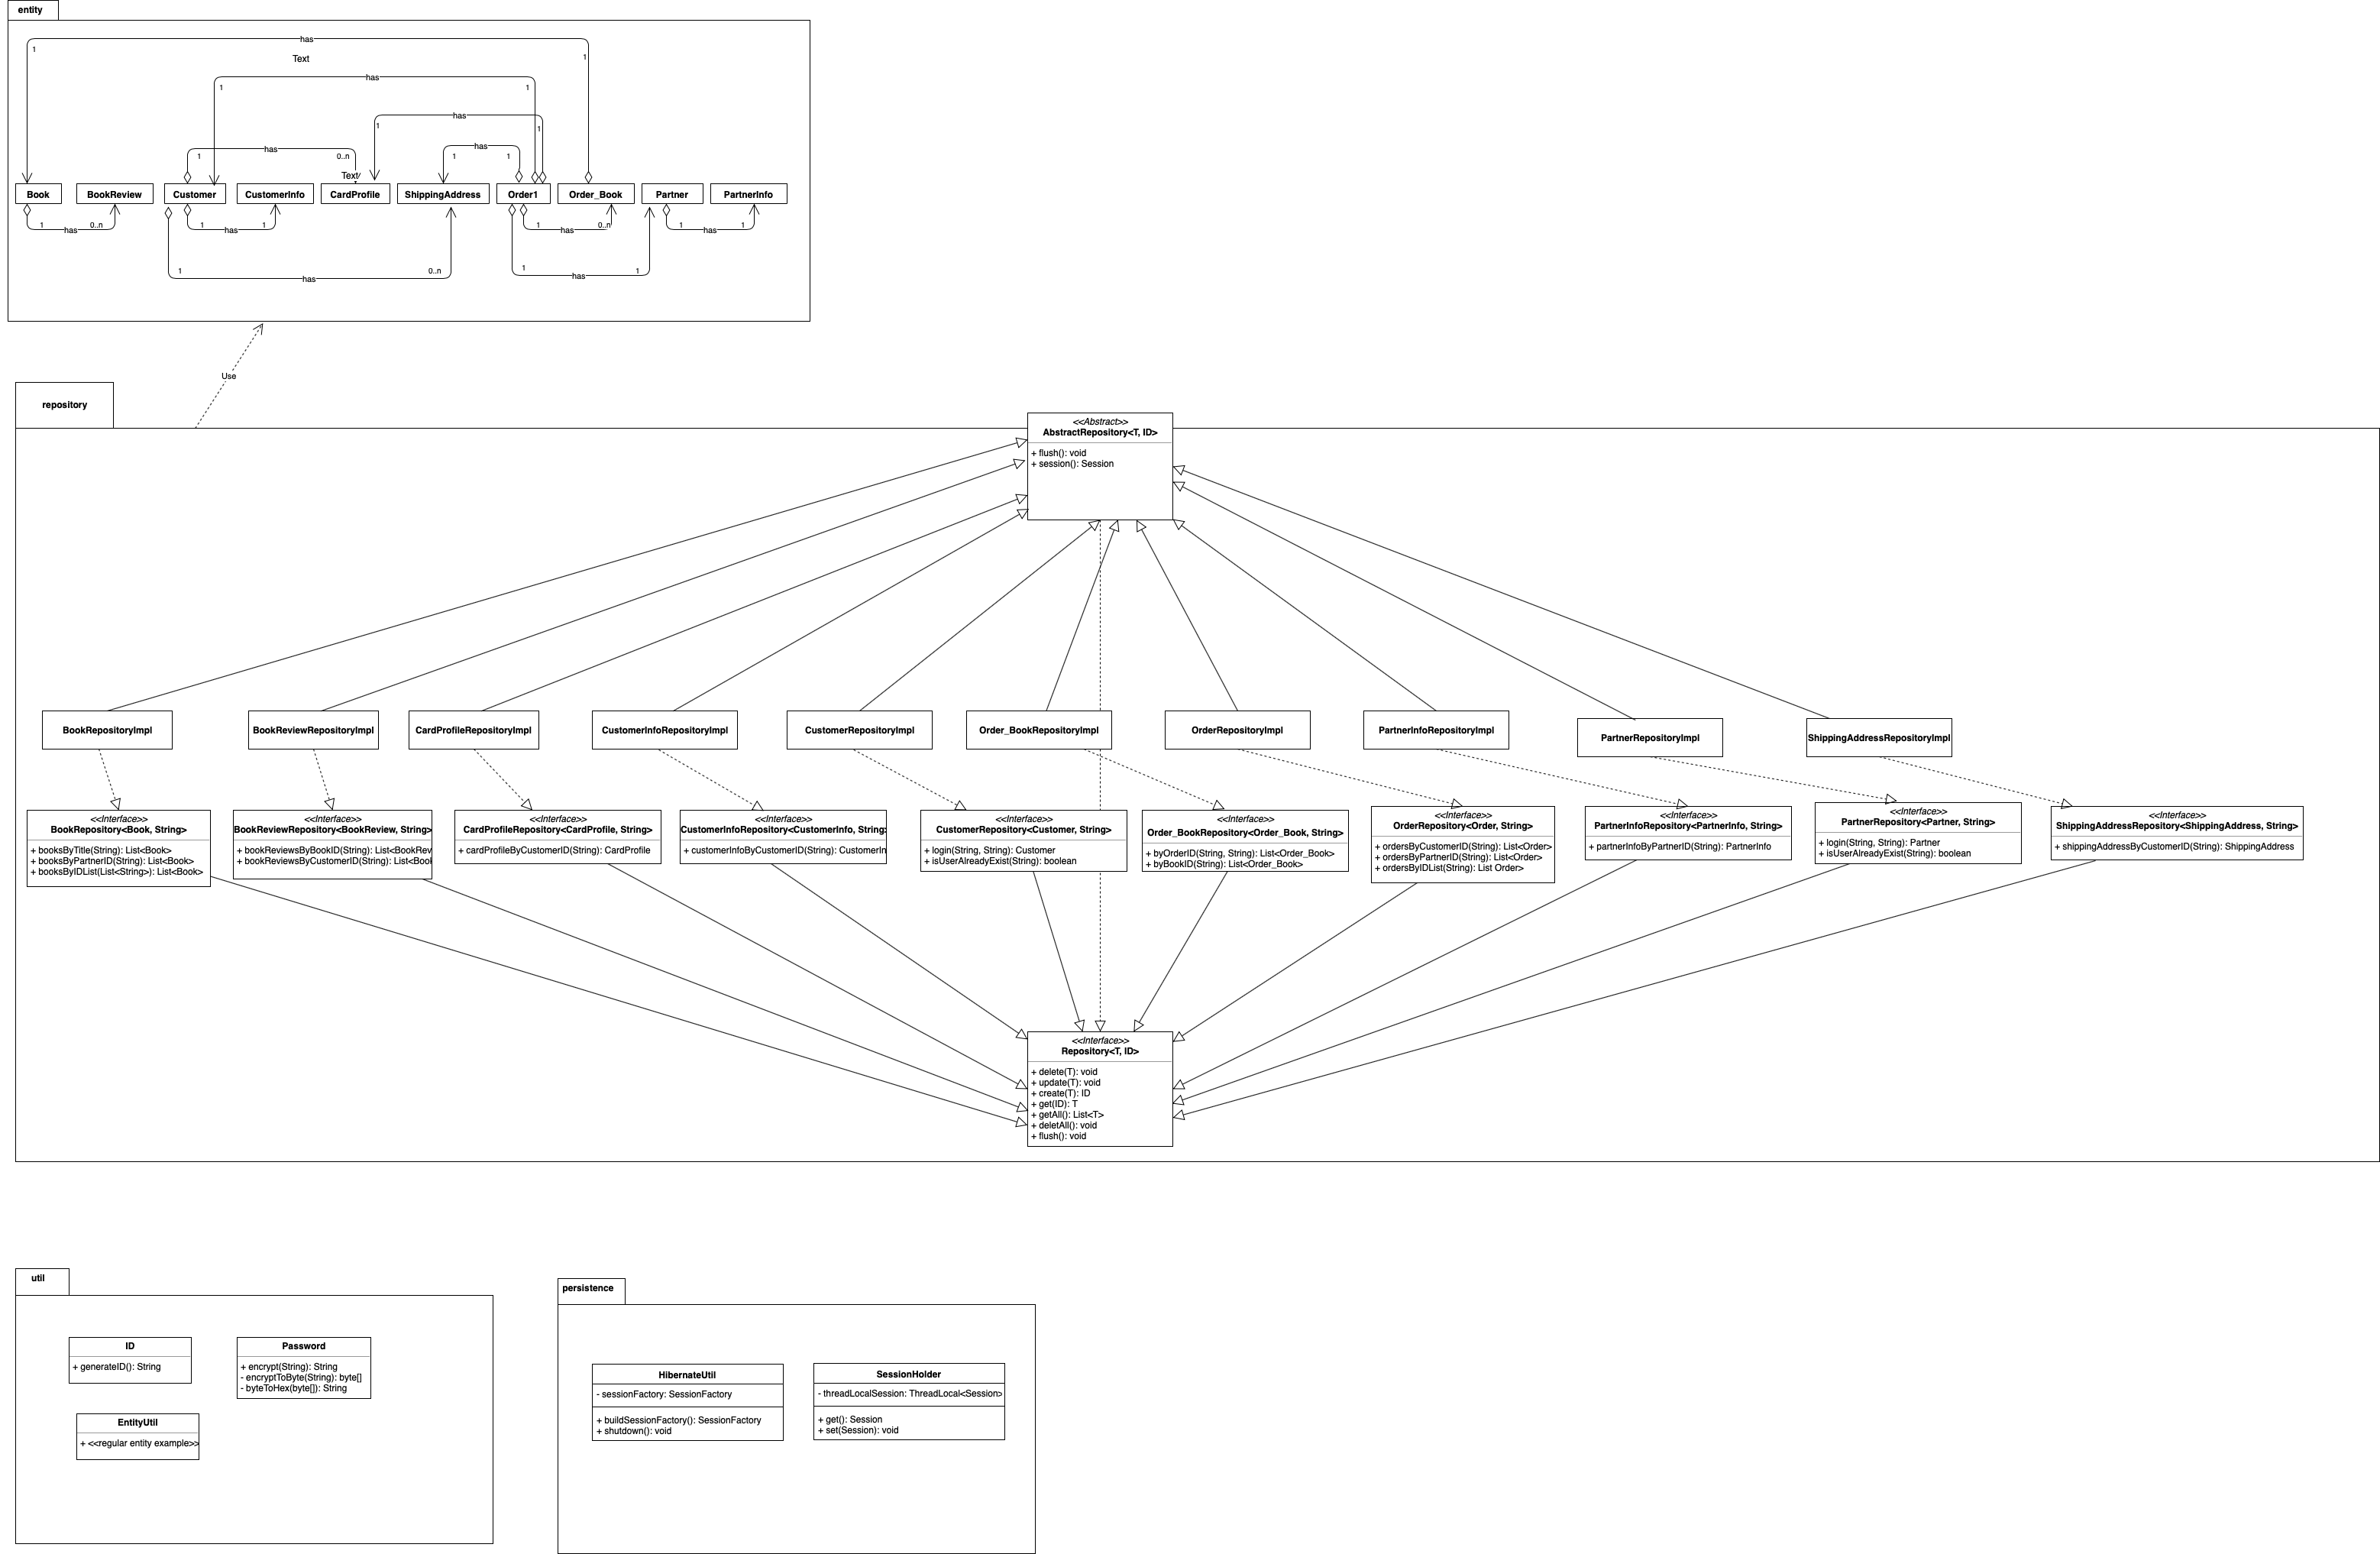 entity
has
1
1
Text
has
1
1
has
1
1
has
1
0..n
has
1
1
Text
Book
BookReview
Customer
CustomerInfo
CardProfile
ShippingAddress
Order1
Order_Book
Partner
PartnerInfo
1
has
0..n
1
has
1
1
has
0..n
1
has
1
1
has
0..n
1
has
1
Use
repository
<<Abstract>>
AbstractRepository<T, ID>
+ flush(): void
+ session(): Session
BookRepositoryImpl
BookReviewRepositoryImpl
CardProfileRepositoryImpl
CustomerInfoRepositoryImpl
CustomerRepositoryImpl
Order_BookRepositoryImpl
OrderRepositoryImpl
PartnerInfoRepositoryImpl
PartnerRepositoryImpl
ShippingAddressRepositoryImpl
<<Interface>>
BookRepository<Book, String>
+ booksByTitle(String): List<Book>
+ booksByPartnerID(String): List<Book>
+ booksByIDList(List<String>): List<Book>
<<Interface>>
BookReviewRepository<BookReview, String>
+ bookReviewsByBookID(String): List<BookRev
+ bookReviewsByCustomerID(String): List<Bool
<<Interface>>
CardProfileRepository<CardProfile, String>
+ cardProfileByCustomerID(String): CardProfile
<<Interface>>
CustomerInfoRepository<CustomerInfo, String>
+ customerInfoByCustomerID(String): CustomerIn
<<Interface>>
CustomerRepository<Customer, String>
+ login(String, String): Customer
+ isUserAlreadyExist(String): boolean
<<Interface>>
Order_BookRepository<Order_Book, String>
+ byOrderID(String, String): List<Order_Book>
+ byBookID(String): List<Order_Book>
<<Interface>>
OrderRepository<Order, String>
+ ordersByCustomerID(String): List<Order>
+ ordersByPartnerID(String): List<Order>
+ ordersByIDList(String): List Order>
<<Interface>>
PartnerInfoRepository<PartnerInfo, String>
+ partnerInfoByPartnerID(String): PartnerInfo
<<Interface>>
PartnerRepository<Partner, String>
+ login(String, String): Partner
+ isUserAlreadyExist(String): boolean
<<Interface>>
ShippingAddressRepository<ShippingAddress, String>
+ shippingAddressByCustomerID(String): ShippingAddress
<<Interface>>
Repository<T, ID>
+ delete(T): void
+ update(T): void
+ create(T): ID
+ get(ID): T
+ getAll(): List<T>
+ deletAll(): void
+ flush(): void
util
ID
+ generateID(): String
Password
+ encrypt(String): String
- encryptToByte(String): byte[]
- byteToHex(byte[]): String
EntityUtil
+ <<regular entity example>>
persistence
HibernateUtil
- sessionFactory: SessionFactory
+ buildSessionFactory(): SessionFactory
+ shutdown(): void
SessionHolder
- threadLocalSession: ThreadLocal<Session>
+ get(): Session
+ set(Session): void